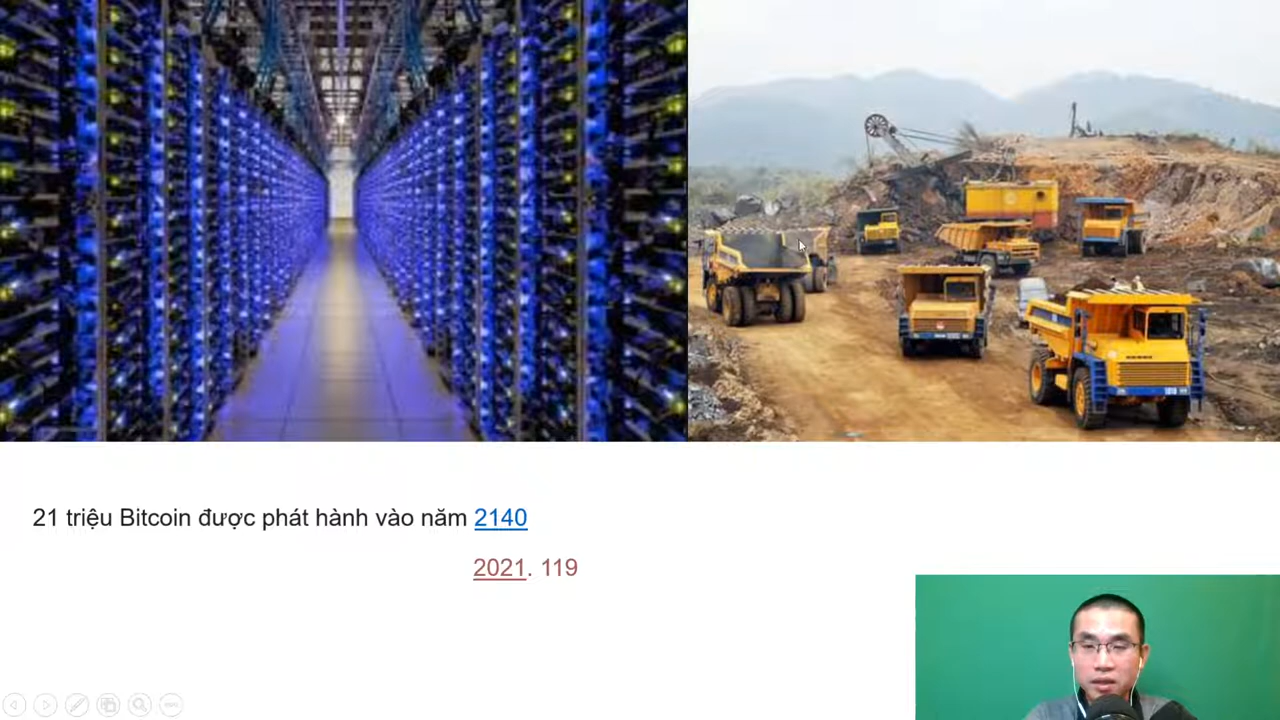 21 triệu Bitcoin được phát hành vào năm 2140
2021. 119